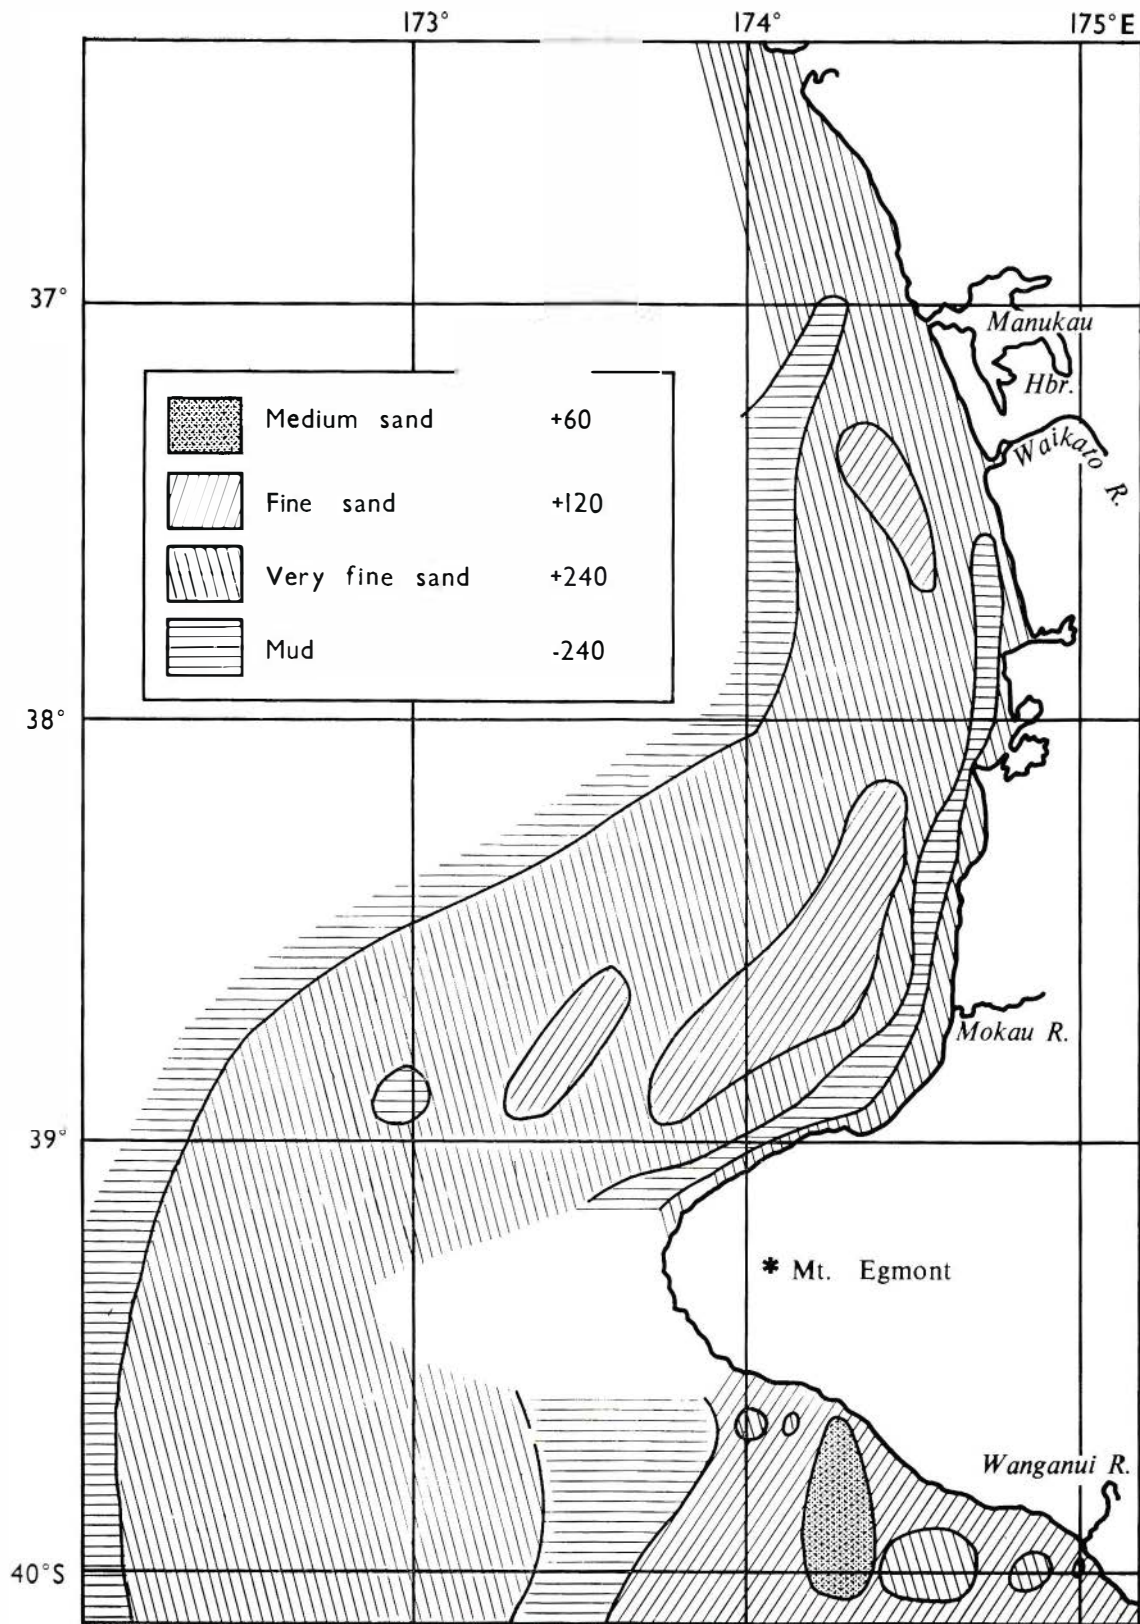 173° 174° 175°E
37°
Manukau
Hbr.
Waikato R.
Medium sand +60
Fine sand +120
Very fine sand +240
Mud -240
38°
Mokau R.
39°
* Mt. Egmont
Wanganui R.
40°S